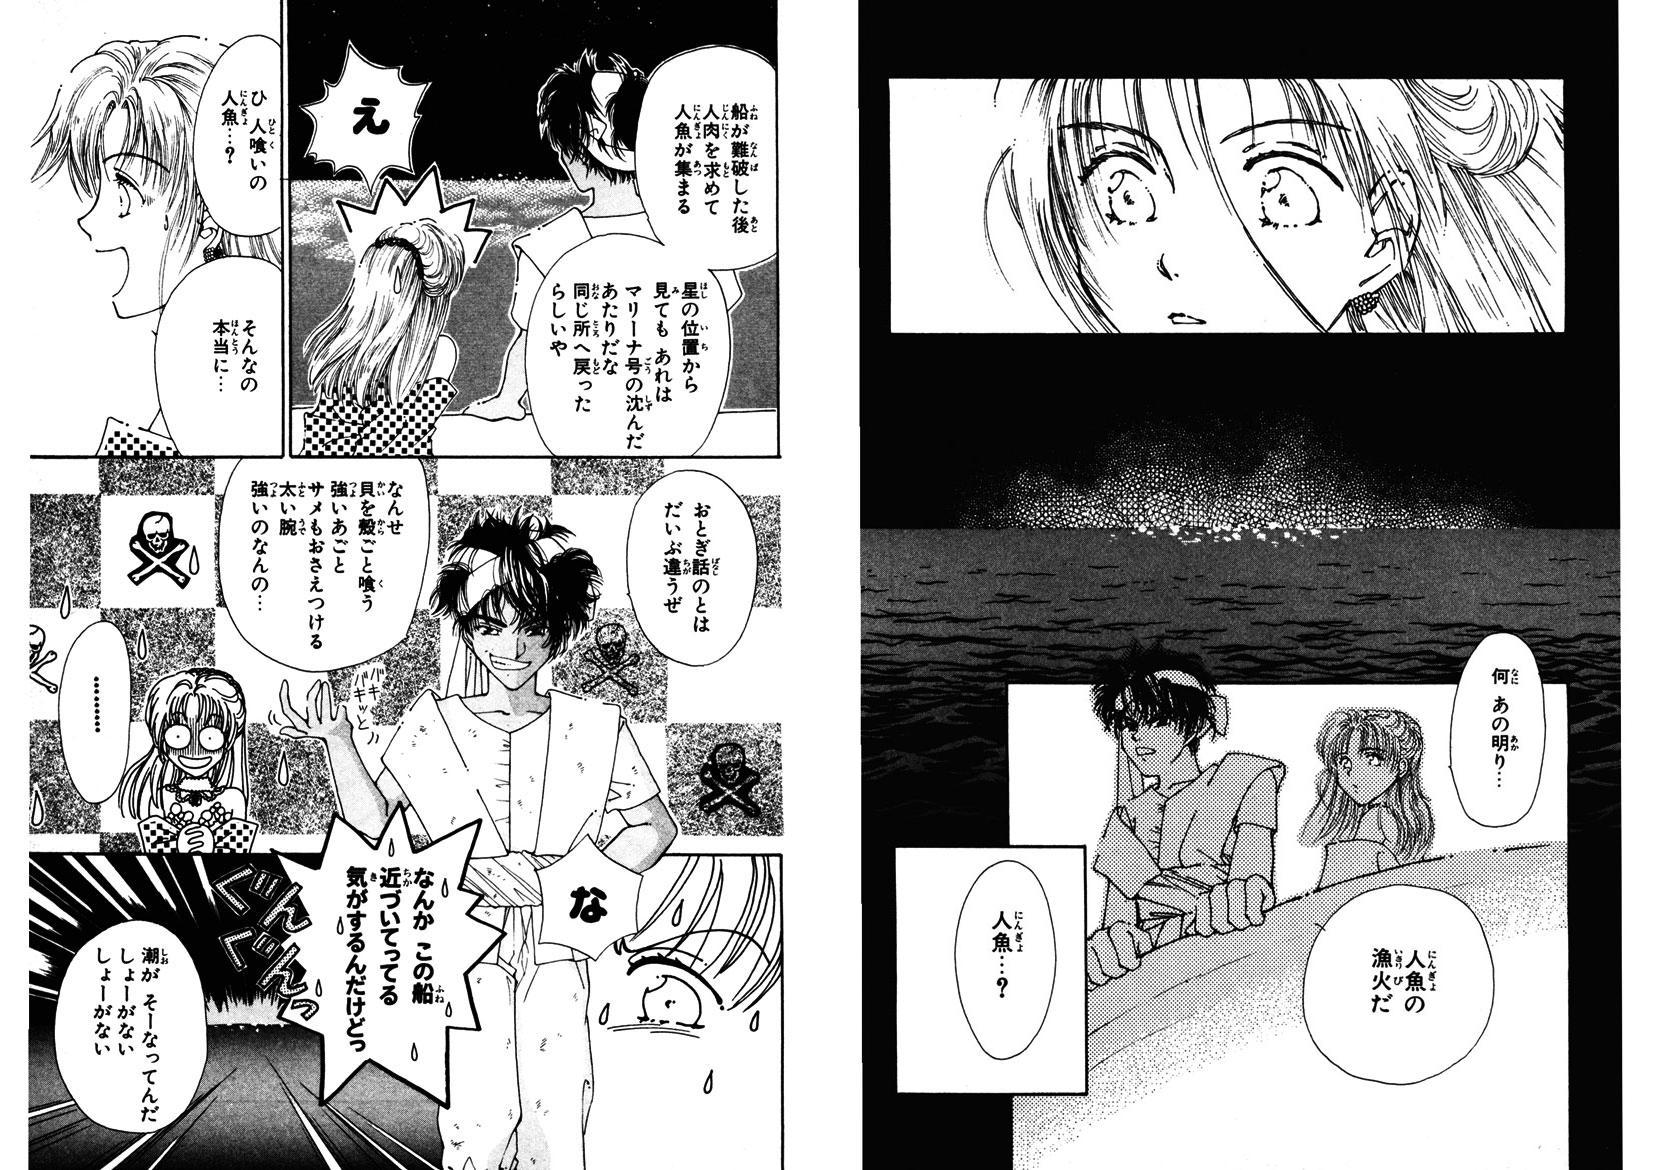 何 あの明り…
人魚の
漁火だ
人魚…?
船が難破した後
人肉を求めて
人魚が集まる
星の位置から
見ても あれは
マリーナ号の沈んだ
あたりだな
同じ所へ戻った
らしいや
え
ひ 人喰いの
人魚…?
そんなの
本当に…
おとぎ話のとは
だいぶ違うぜ
なんせ
貝を殻ごと喰う
強いあごと
サメもおさえつける
太い腕
強いのなんの…
バキ
バキッと
………
な
なんか この船
近づいてってる
気がするんだけどっ
ぐんぐんっ
潮が そーなってんだ
しょーがない
しょーがない